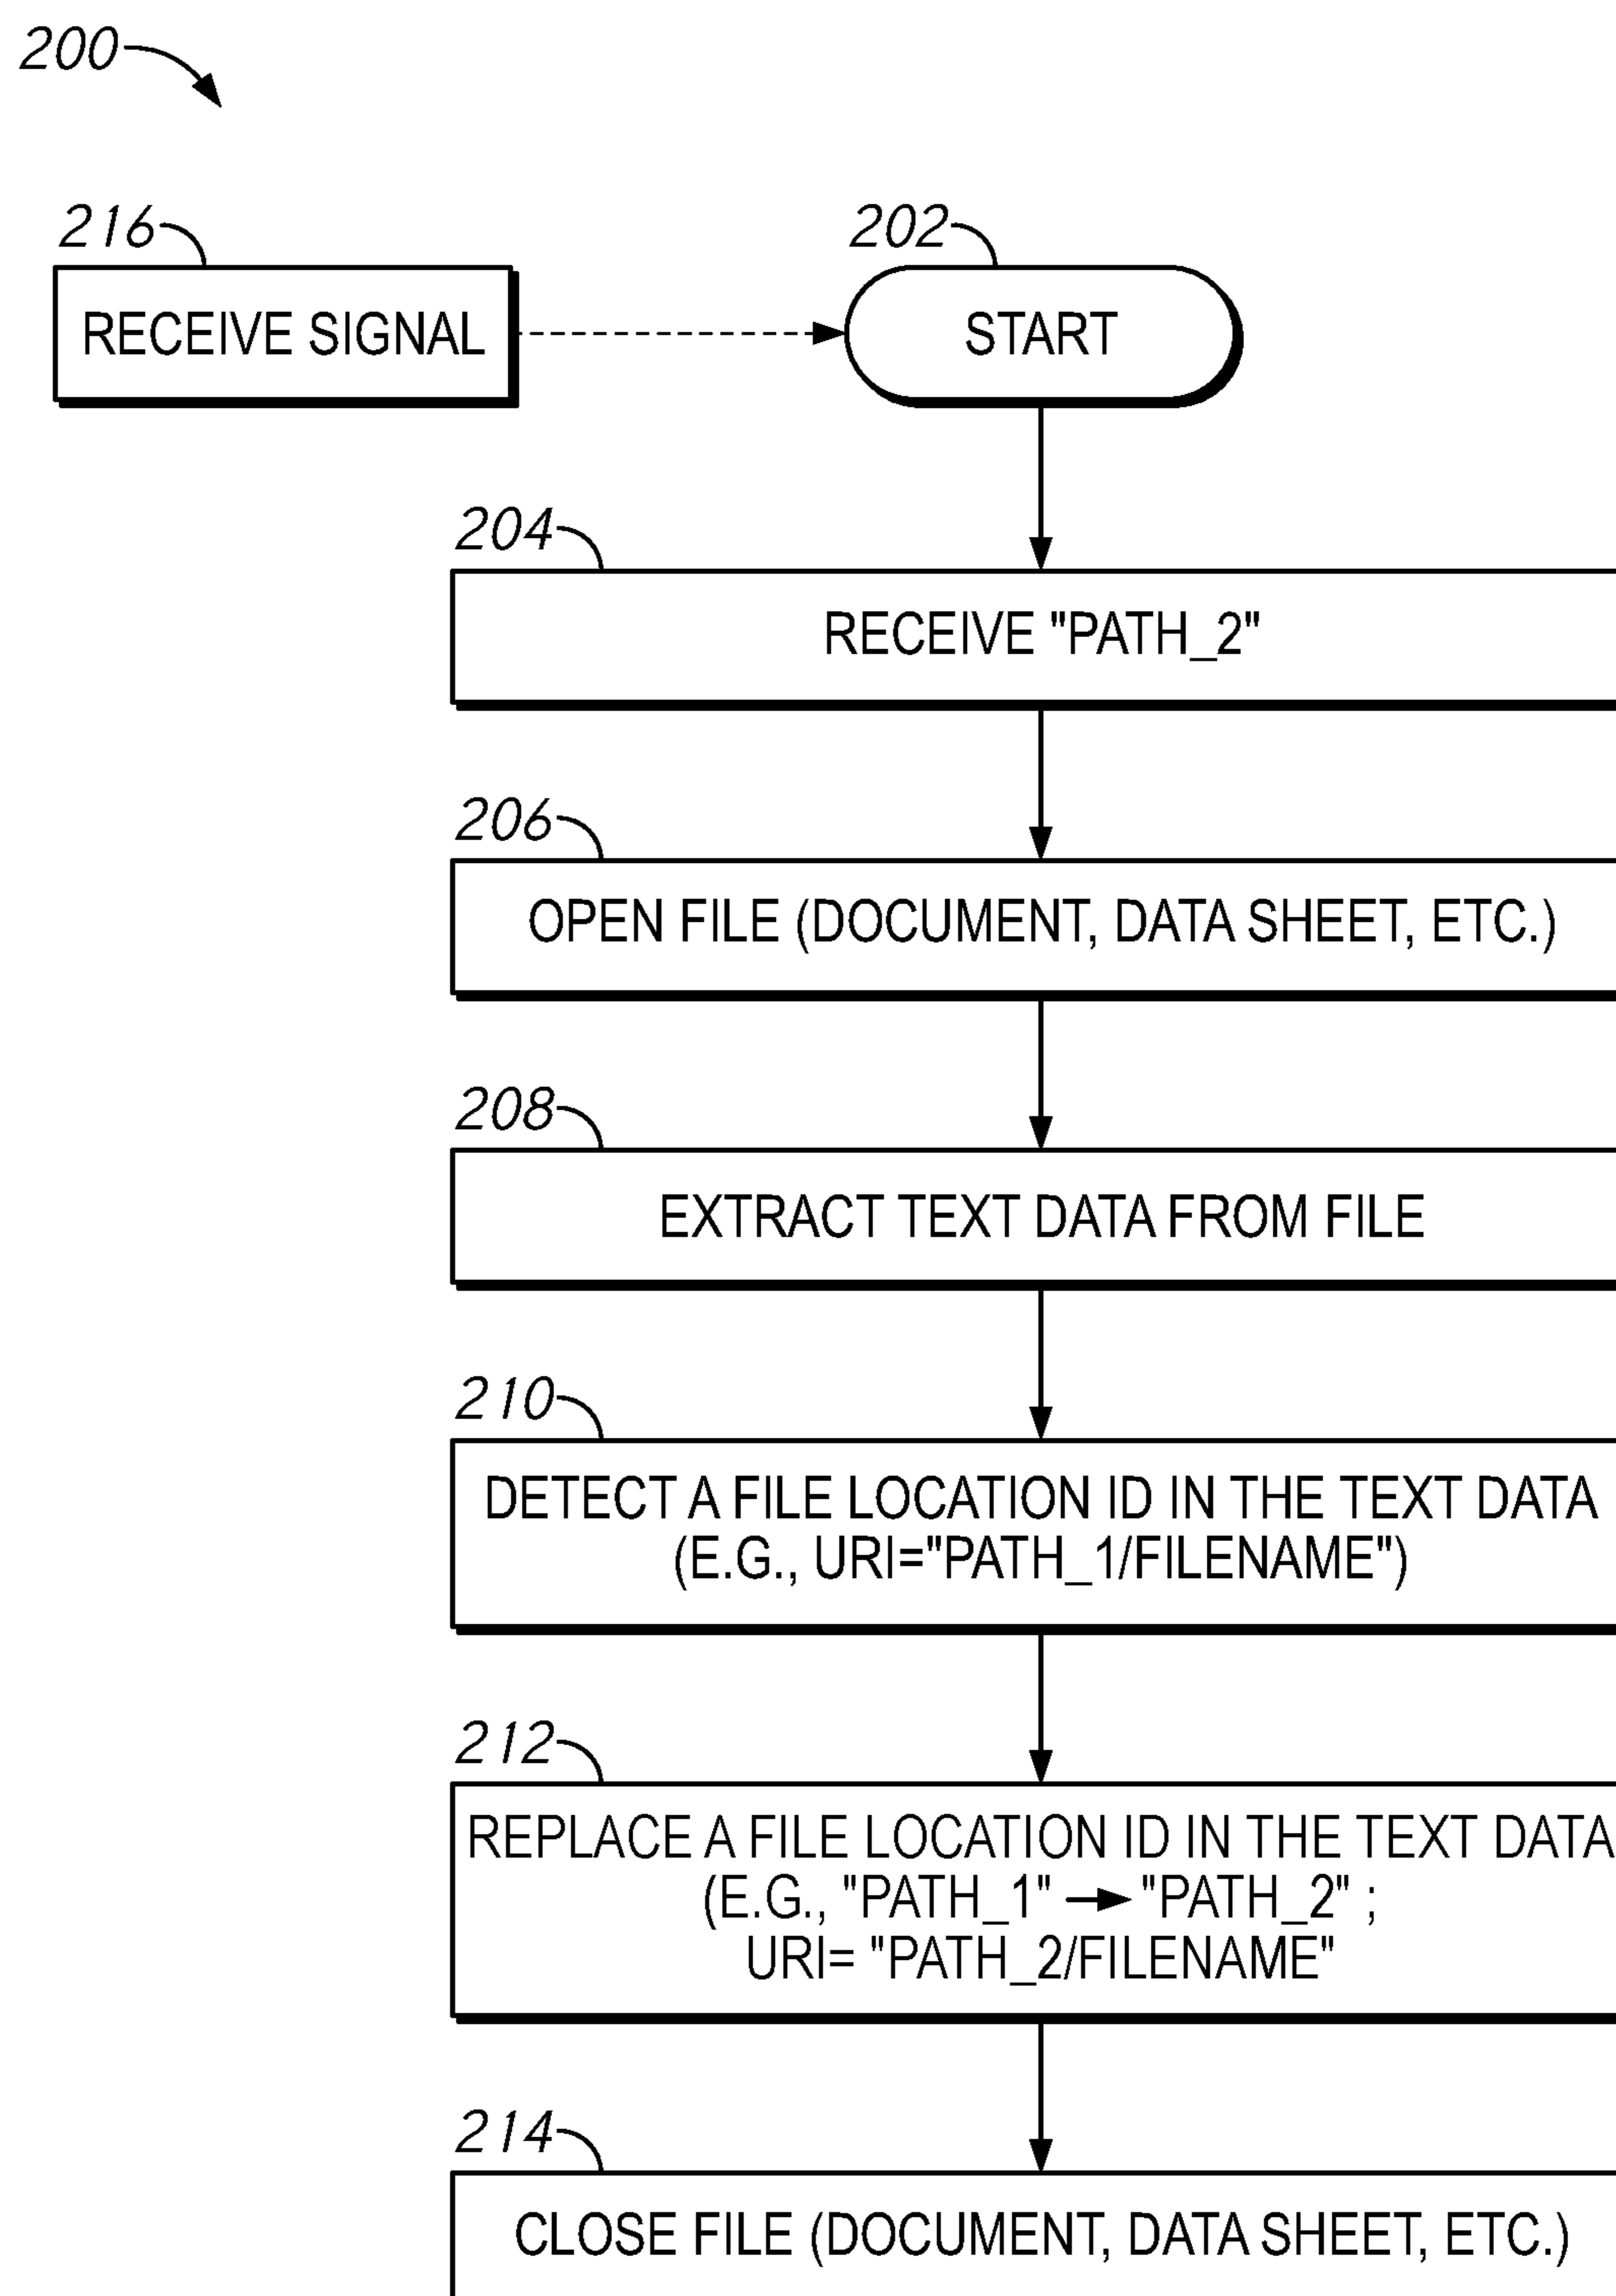 200
216
202
RECEIVE SIGNAL
START
204
RECEIVE "PATH_2"
206
OPEN FILE (DOCUMENT, DATA SHEET, ETC.)
208
EXTRACT TEXT DATA FROM FILE
210
DETECT A FILE LOCATION ID IN THE TEXT DATA
(E.G., URI="PATH_1/FILENAME")
212
REPLACE A FILE LOCATION ID IN THE TEXT DATA
(E.G., "PATH_1" → "PATH_2" ;
URI= "PATH_2/FILENAME"
214
CLOSE FILE (DOCUMENT, DATA SHEET, ETC.)